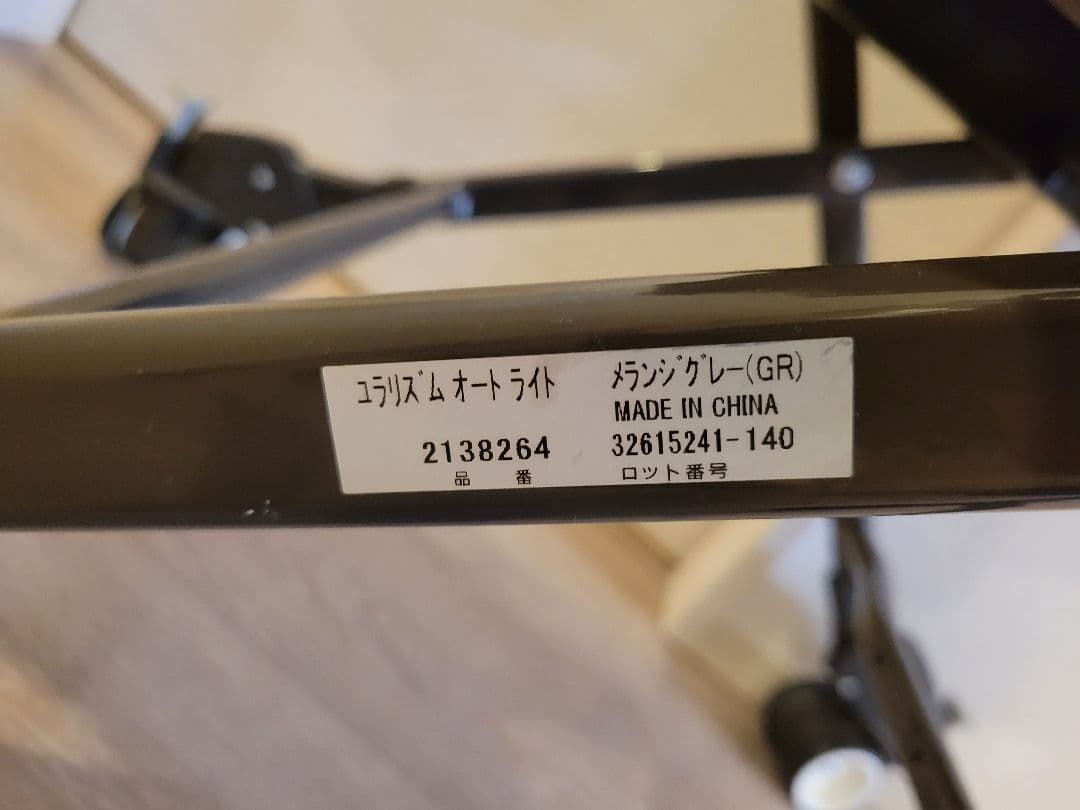 ユラリズム オート ライト
メランジグレー(GR)
MADE IN CHINA
2138264
32615241-140
品　番
ロット番号